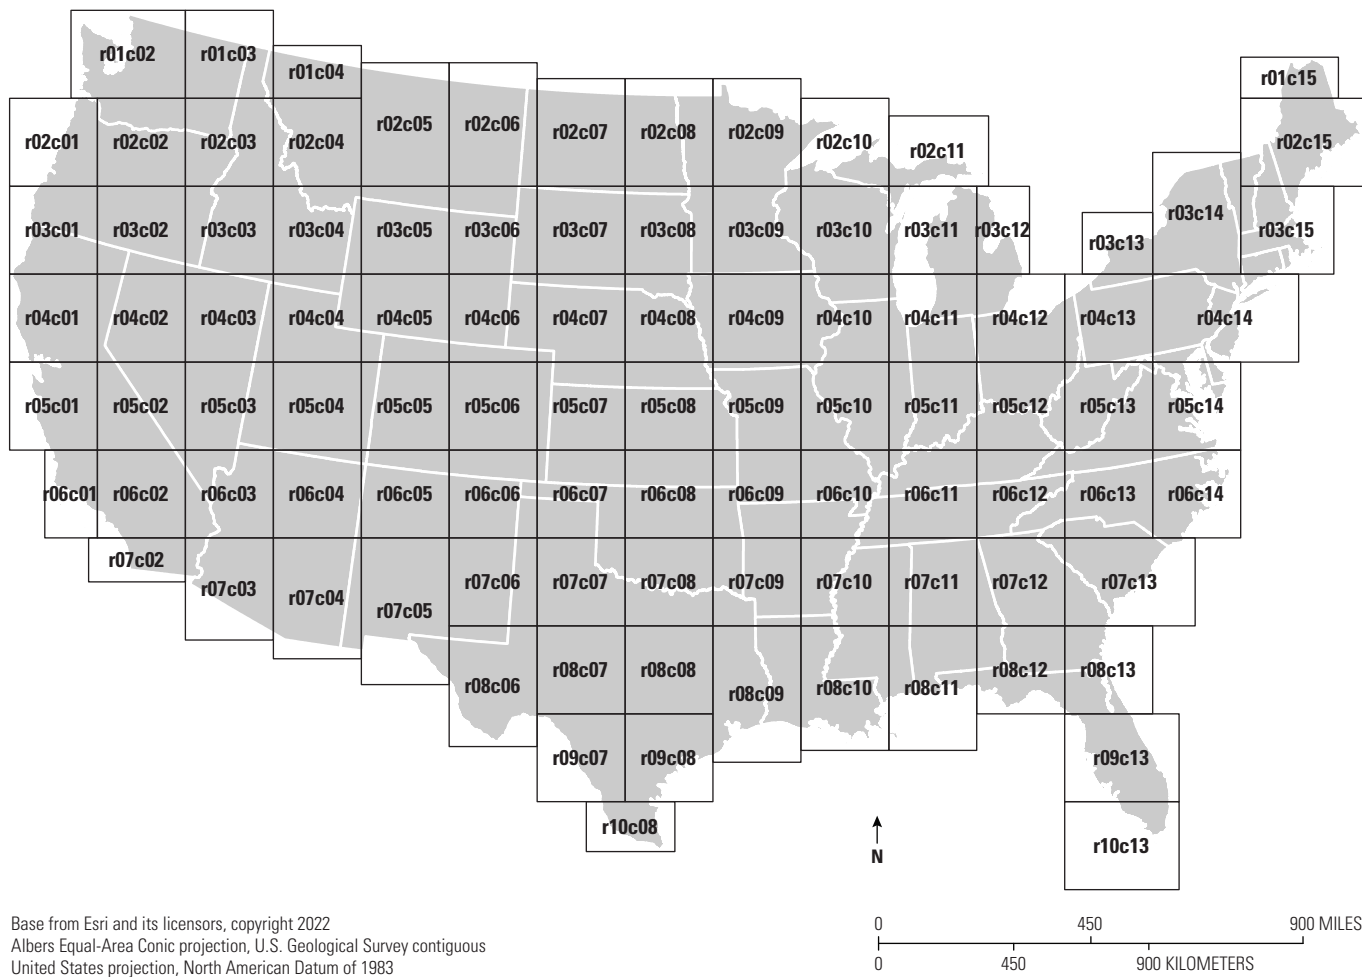 r01c02 r01c03 r01c04 r01c15
r02c01 r02c02 r02c03 r02c04 r02c05 r02c06 r02c07 r02c08 r02c09 r02c10 r02c11 r02c15
r03c01 r03c02 r03c03 r03c04 r03c05 r03c06 r03c07 r03c08 r03c09 r03c10 r03c11 r03c12 r03c13 r03c14 r03c15
r04c01 r04c02 r04c03 r04c04 r04c05 r04c06 r04c07 r04c08 r04c09 r04c10 r04c11 r04c12 r04c13 r04c14
r05c01 r05c02 r05c03 r05c04 r05c05 r05c06 r05c07 r05c08 r05c09 r05c10 r05c11 r05c12 r05c13 r05c14
r06c01 r06c02 r06c03 r06c04 r06c05 r06c06 r06c07 r06c08 r06c09 r06c10 r06c11 r06c12 r06c13 r06c14
r07c02 r07c03 r07c04 r07c05 r07c06 r07c07 r07c08 r07c09 r07c10 r07c11 r07c12 r07c13
r08c06 r08c07 r08c08 r08c09 r08c10 r08c11 r08c12 r08c13
r09c07 r09c08 r09c13
r10c08 r10c13
N
Base from Esri and its licensors, copyright 2022
Albers Equal-Area Conic projection, U.S. Geological Survey contiguous
United States projection, North American Datum of 1983
0 450 900 MILES
0 450 900 KILOMETERS